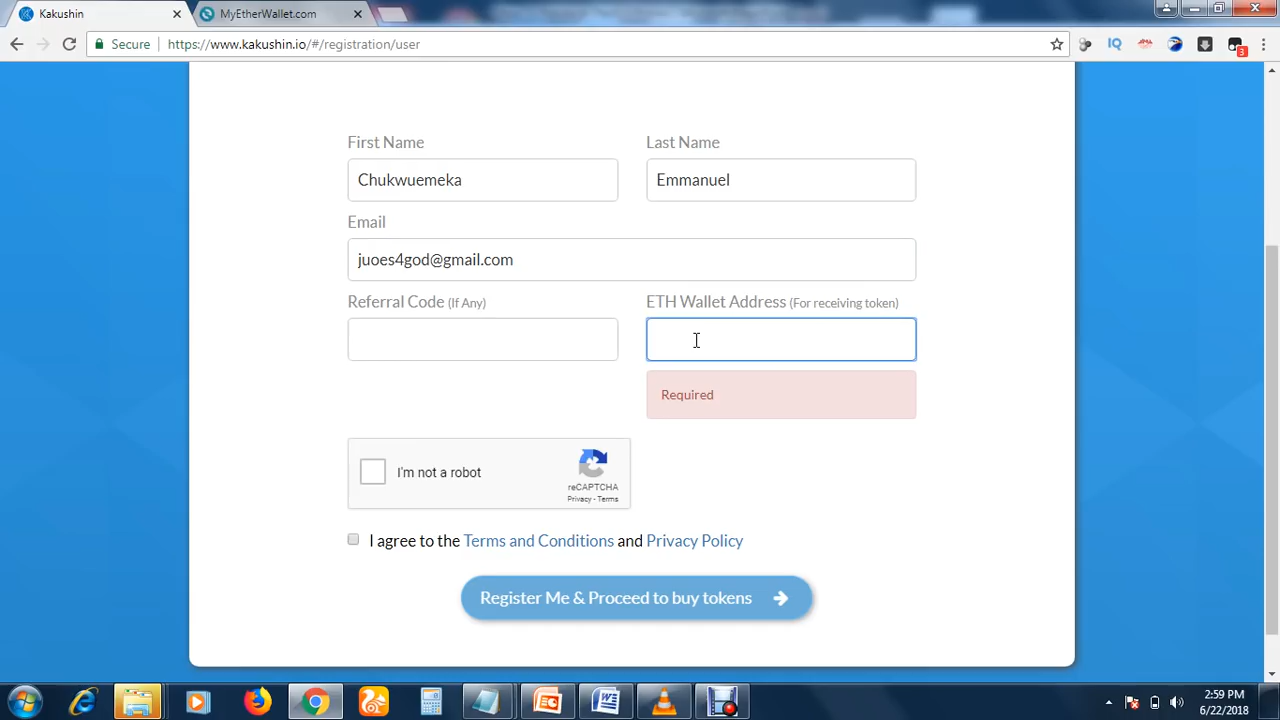 Kakushin
MyEtherWallet.com
Secure
https://www.kakushin.io/#/registration/user
IQ
3
First Name
Last Name
Chukwuemeka
Emmanuel
Email
juoes4god@gmail.com
Referral Code (If Any)
ETH Wallet Address (For receiving token)
Required
I'm not a robot
reCAPTCHA
Privacy - Terms
I agree to the Terms and Conditions and Privacy Policy
Register Me & Proceed to buy tokens
2:59 PM
6/22/2018